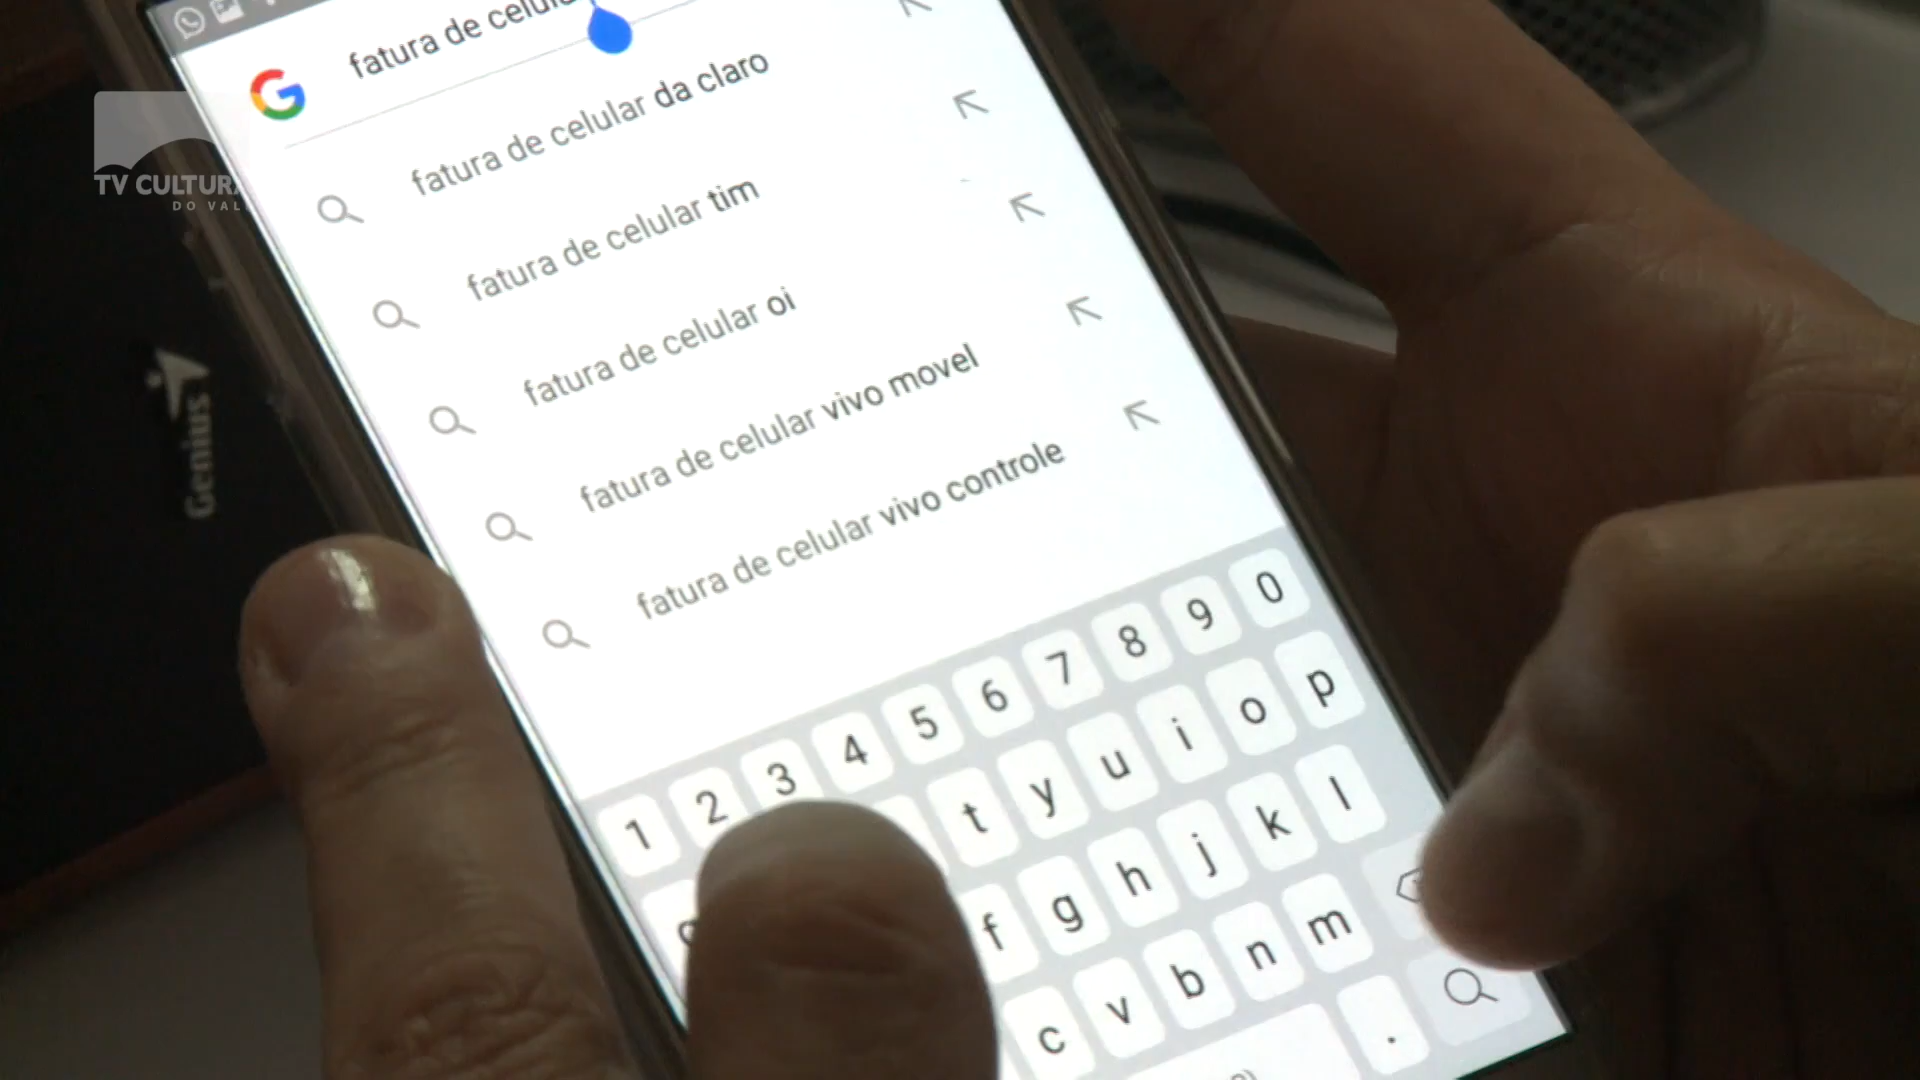 fatura de celula
fatura de celular da claro
fatura de celular tim
fatura de celular oi
fatura de celular vivo movel
fatura de celular vivo controle
TV CULTURA
DO VAL
Genius
1 2 3 4 5 6 7 8 9 0
t y u i o p
f g h j k l
c v b n m
.